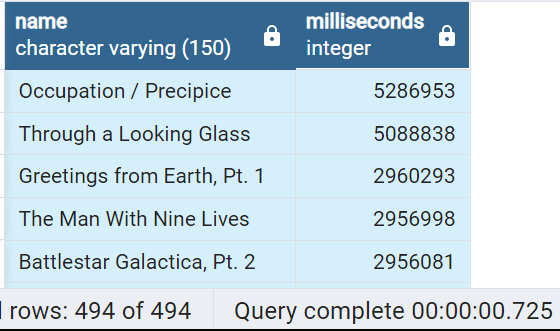 name milliseconds
character varying (150) integer
Occupation / Precipice 5286953
Through a Looking Glass 5088838
Greetings from Earth, Pt. 1 2960293
The Man With Nine Lives 2956998
Battlestar Galactica, Pt. 2 2956081
rows: 494 of 494 Query complete 00:00:00.725